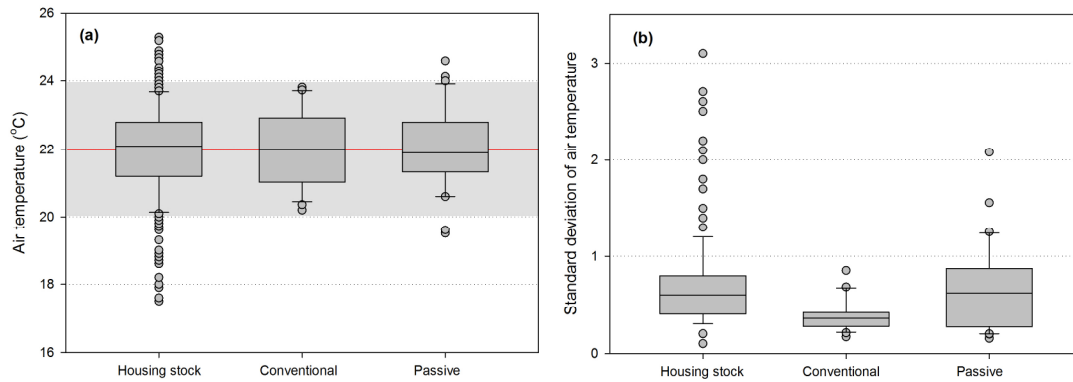 (a)
Air :emperature (°C)
26
24
22
20
18
16
Housing stock Conventional Passive
(b)
Standard deviation of air temperature
3
2
1
0
Housing stock Conventional Passive